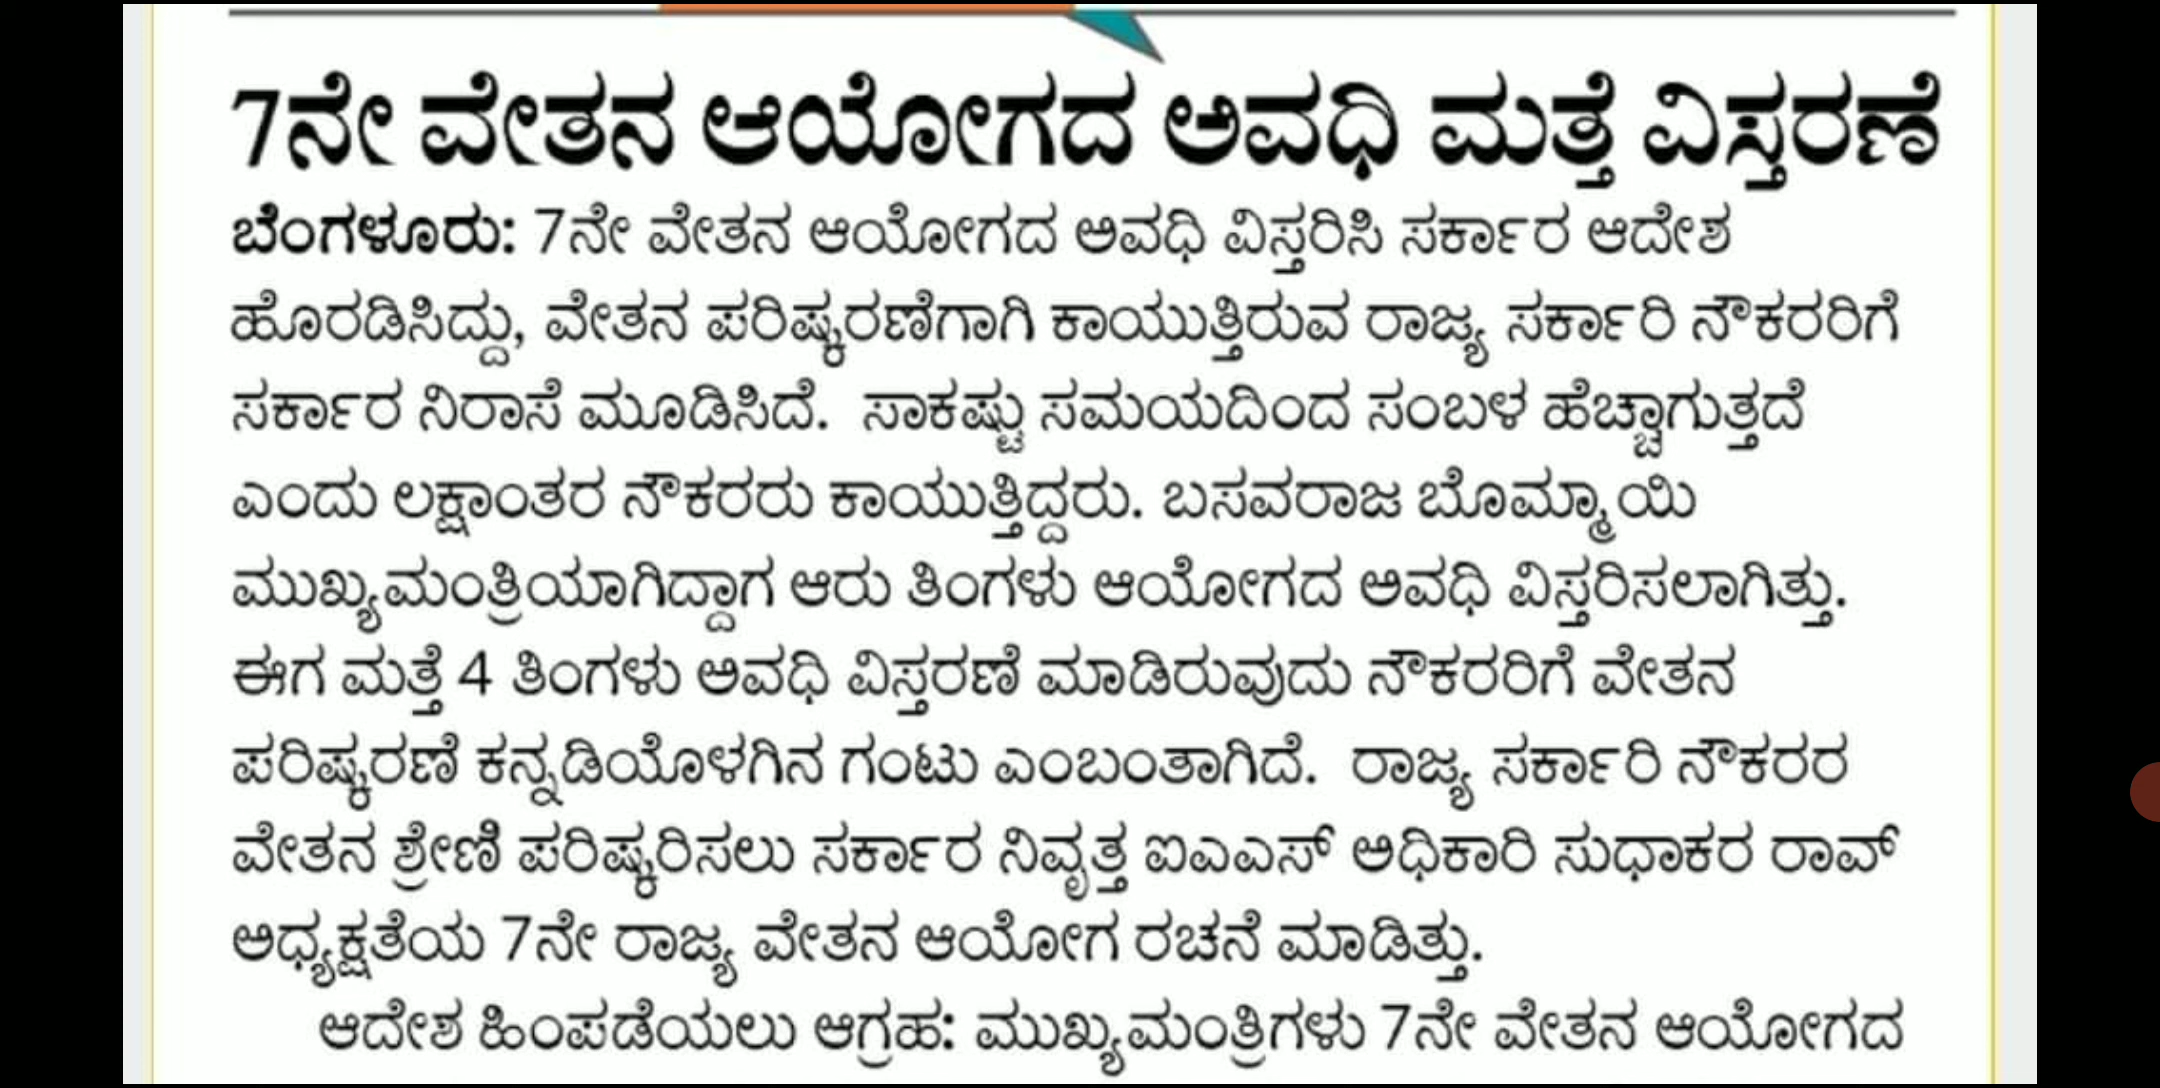 7ನೇ ವೇತನ ಆಯೋಗದ ಅವಧಿ ಮತ್ತೆ ವಿಸ್ತರಣೆ
ಬೆಂಗಳೂರು: 7ನೇ ವೇತನ ಆಯೋಗದ ಅವಧಿ ವಿಸ್ತರಿಸಿ ಸರ್ಕಾರ ಆದೇಶ
ಹೊರಡಿಸಿದ್ದು, ವೇತನ ಪರಿಷ್ಕರಣೆಗಾಗಿ ಕಾಯುತ್ತಿರುವ ರಾಜ್ಯ ಸರ್ಕಾರಿ ನೌಕರರಿಗೆ
ಸರ್ಕಾರ ನಿರಾಸೆ ಮೂಡಿಸಿದೆ. ಸಾಕಷ್ಟು ಸಮಯದಿಂದ ಸಂಬಳ ಹೆಚ್ಚಾಗುತ್ತದೆ
ಎಂದು ಲಕ್ಷಾಂತರ ನೌಕರರು ಕಾಯುತ್ತಿದ್ದರು. ಬಸವರಾಜ ಬೊಮ್ಮಾಯಿ
ಮುಖ್ಯಮಂತ್ರಿಯಾಗಿದ್ದಾಗ ಆರು ತಿಂಗಳು ಆಯೋಗದ ಅವಧಿ ವಿಸ್ತರಿಸಲಾಗಿತ್ತು.
ಈಗ ಮತ್ತೆ 4 ತಿಂಗಳು ಅವಧಿ ವಿಸ್ತರಣೆ ಮಾಡಿರುವುದು ನೌಕರರಿಗೆ ವೇತನ
ಪರಿಷ್ಕರಣೆ ಕನ್ನಡಿಯೊಳಗಿನ ಗಂಟು ಎಂಬಂತಾಗಿದೆ. ರಾಜ್ಯ ಸರ್ಕಾರಿ ನೌಕರರ
ವೇತನ ಶ್ರೇಣಿ ಪರಿಷ್ಕರಿಸಲು ಸರ್ಕಾರ ನಿವೃತ್ತ ಐಎಎಸ್ ಅಧಿಕಾರಿ ಸುಧಾಕರ ರಾವ್
ಅಧ್ಯಕ್ಷತೆಯ 7ನೇ ರಾಜ್ಯ ವೇತನ ಆಯೋಗ ರಚನೆ ಮಾಡಿತ್ತು.
ಆದೇಶ ಹಿಂಪಡೆಯಲು ಆಗ್ರಹ: ಮುಖ್ಯಮಂತ್ರಿಗಳು 7ನೇ ವೇತನ ಆಯೋಗದ